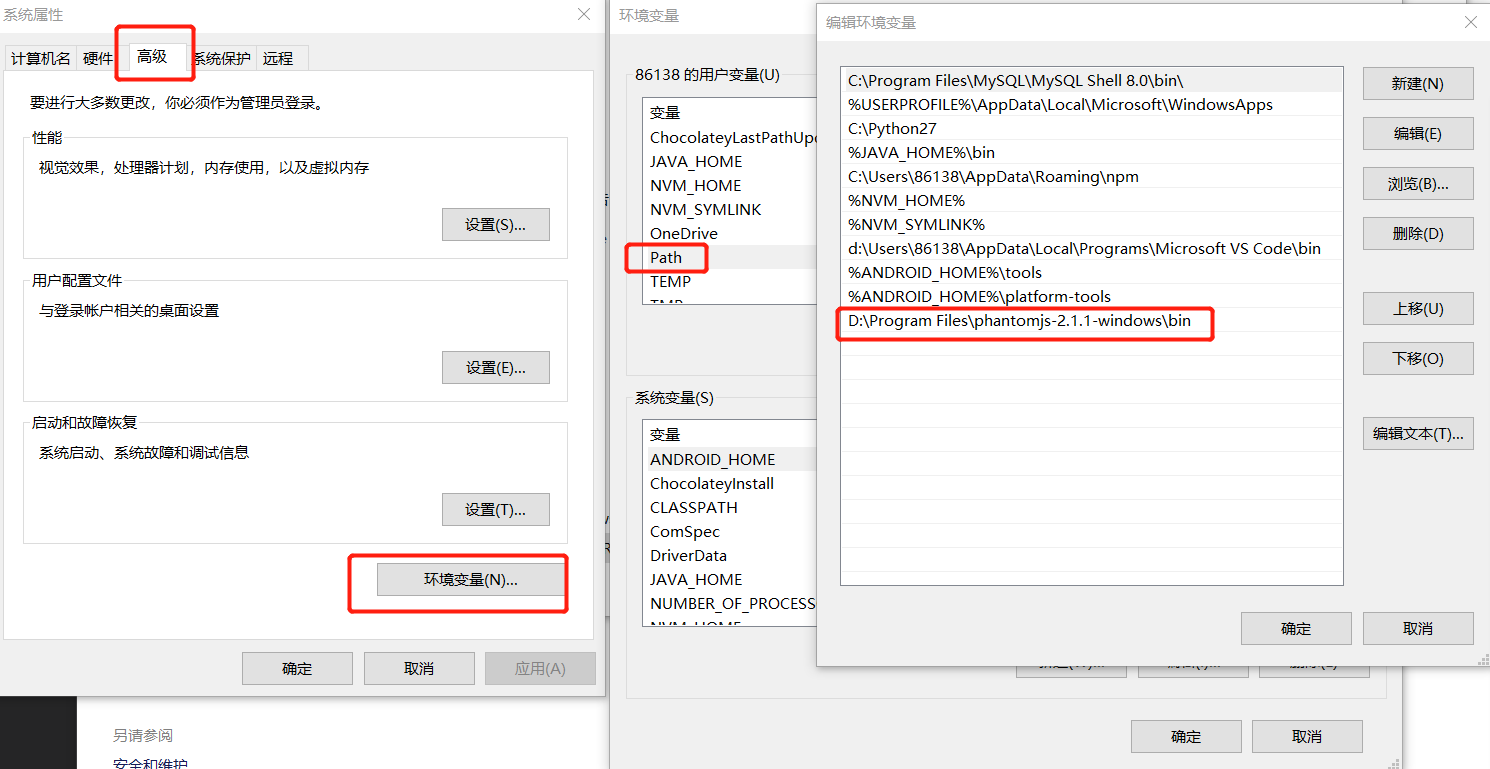 系统属性
计算机名
硬件
高级
系统保护
远程
要进行大多数更改，你必须作为管理员登录。
性能
视觉效果，处理器计划，内存使用，以及虚拟内存
设置(S)...
用户配置文件
与登录帐户相关的桌面设置
设置(E)...
启动和故障恢复
系统启动、系统故障和调试信息
设置(T)...
环境变量(N)...
确定
取消
应用(A)
另请参阅
安全和维护
环境变量
86138 的用户变量(U)
变量
ChocolateyLastPathUpd
JAVA_HOME
NVM_HOME
NVM_SYMLINK
OneDrive
Path
TEMP
TMP
系统变量(S)
变量
ANDROID_HOME
ChocolateyInstall
CLASSPATH
ComSpec
DriverData
JAVA_HOME
NUMBER_OF_PROCESS
NVM_HOME
确定
取消
编辑环境变量
C:\Program Files\MySQL\MySQL Shell 8.0\bin\
%USERPROFILE%\AppData\Local\Microsoft\WindowsApps
C:\Python27
%JAVA_HOME%\bin
C:\Users\86138\AppData\Roaming\npm
%NVM_HOME%
%NVM_SYMLINK%
d:\Users\86138\AppData\Local\Programs\Microsoft VS Code\bin
%ANDROID_HOME%\tools
%ANDROID_HOME%\platform-tools
D:\Program Files\phantomjs-2.1.1-windows\bin
新建(N)
编辑(E)
浏览(B)...
删除(D)
上移(U)
下移(O)
编辑文本(T)...
确定
取消